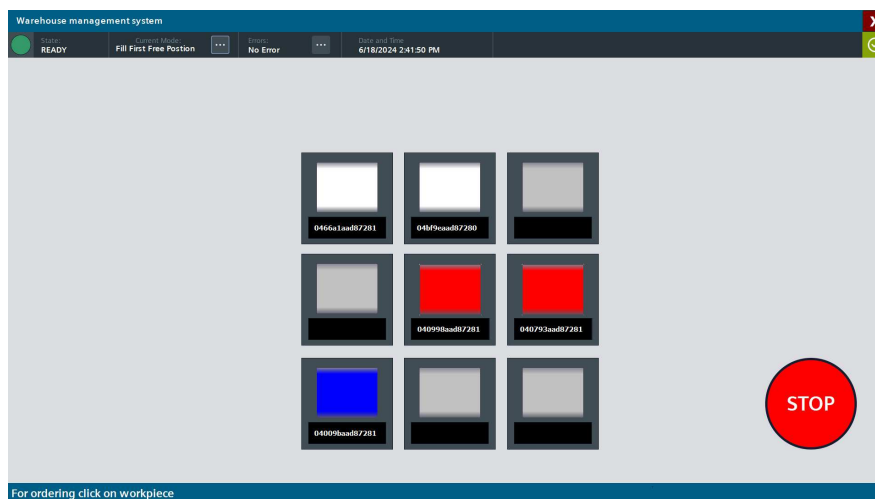 Warehouse management system
X
State:
READY
Current Mode:
Fill First Free Postion
...
Errors:
No Error
...
Date and Time
6/18/2024 2:41:50 PM
0466a1aad87281
04bf9eaad87280
040998aad87281
040793aad87281
04009baad87281
STOP
For ordering click on workpiece